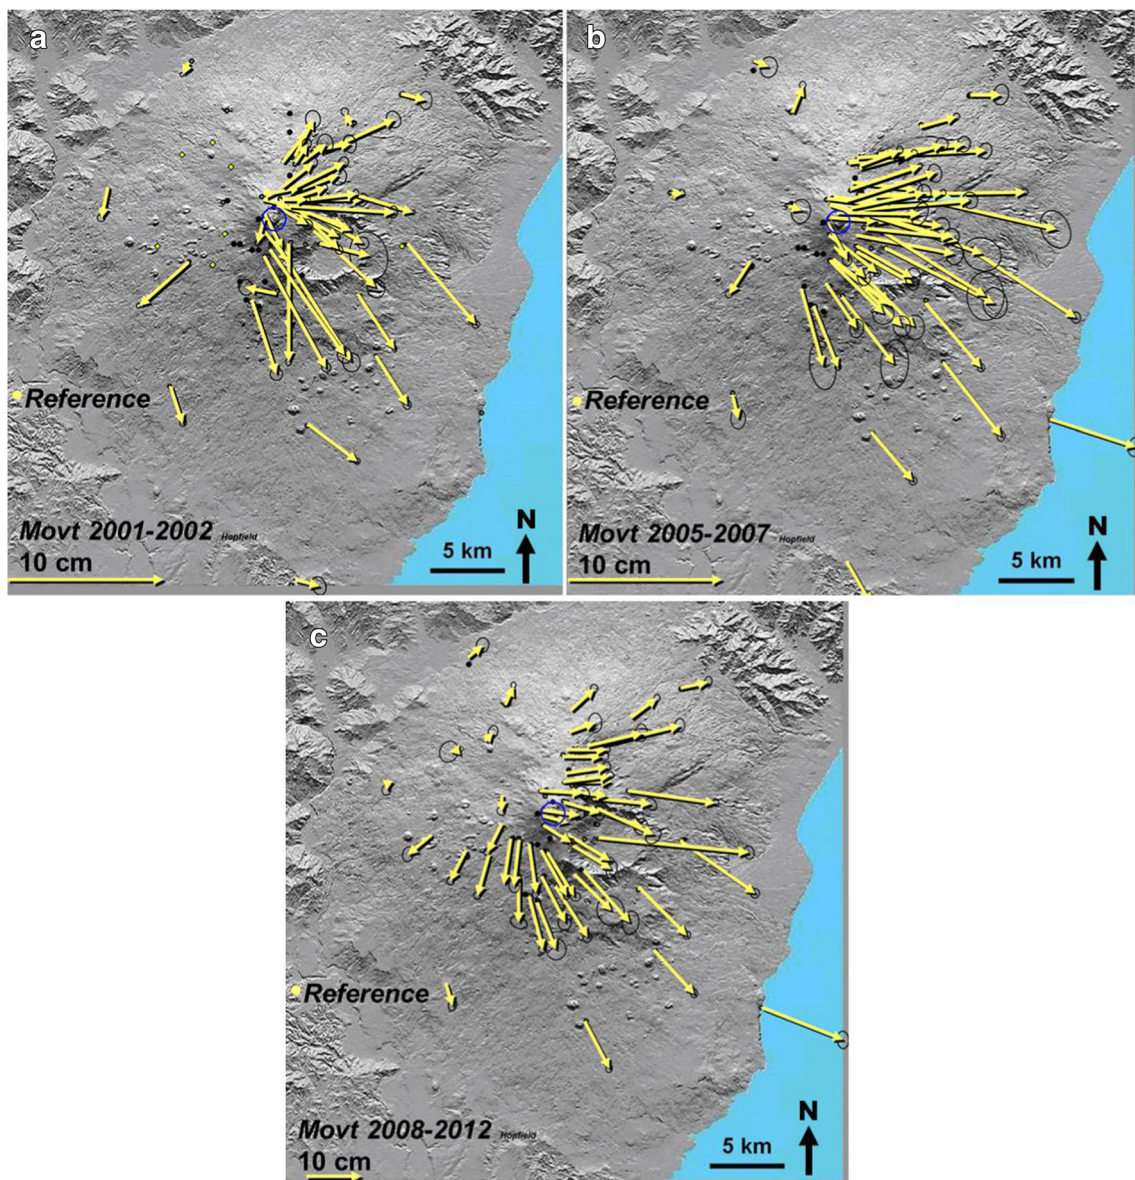 a
Reference
Movt 2001-2002 Hopfield
10 cm
5 km
N
b
Reference
Movt 2005-2007 Hopfield
10 cm
5 km
N
c
Reference
Movt 2008-2012 Hopfield
10 cm
5 km
N